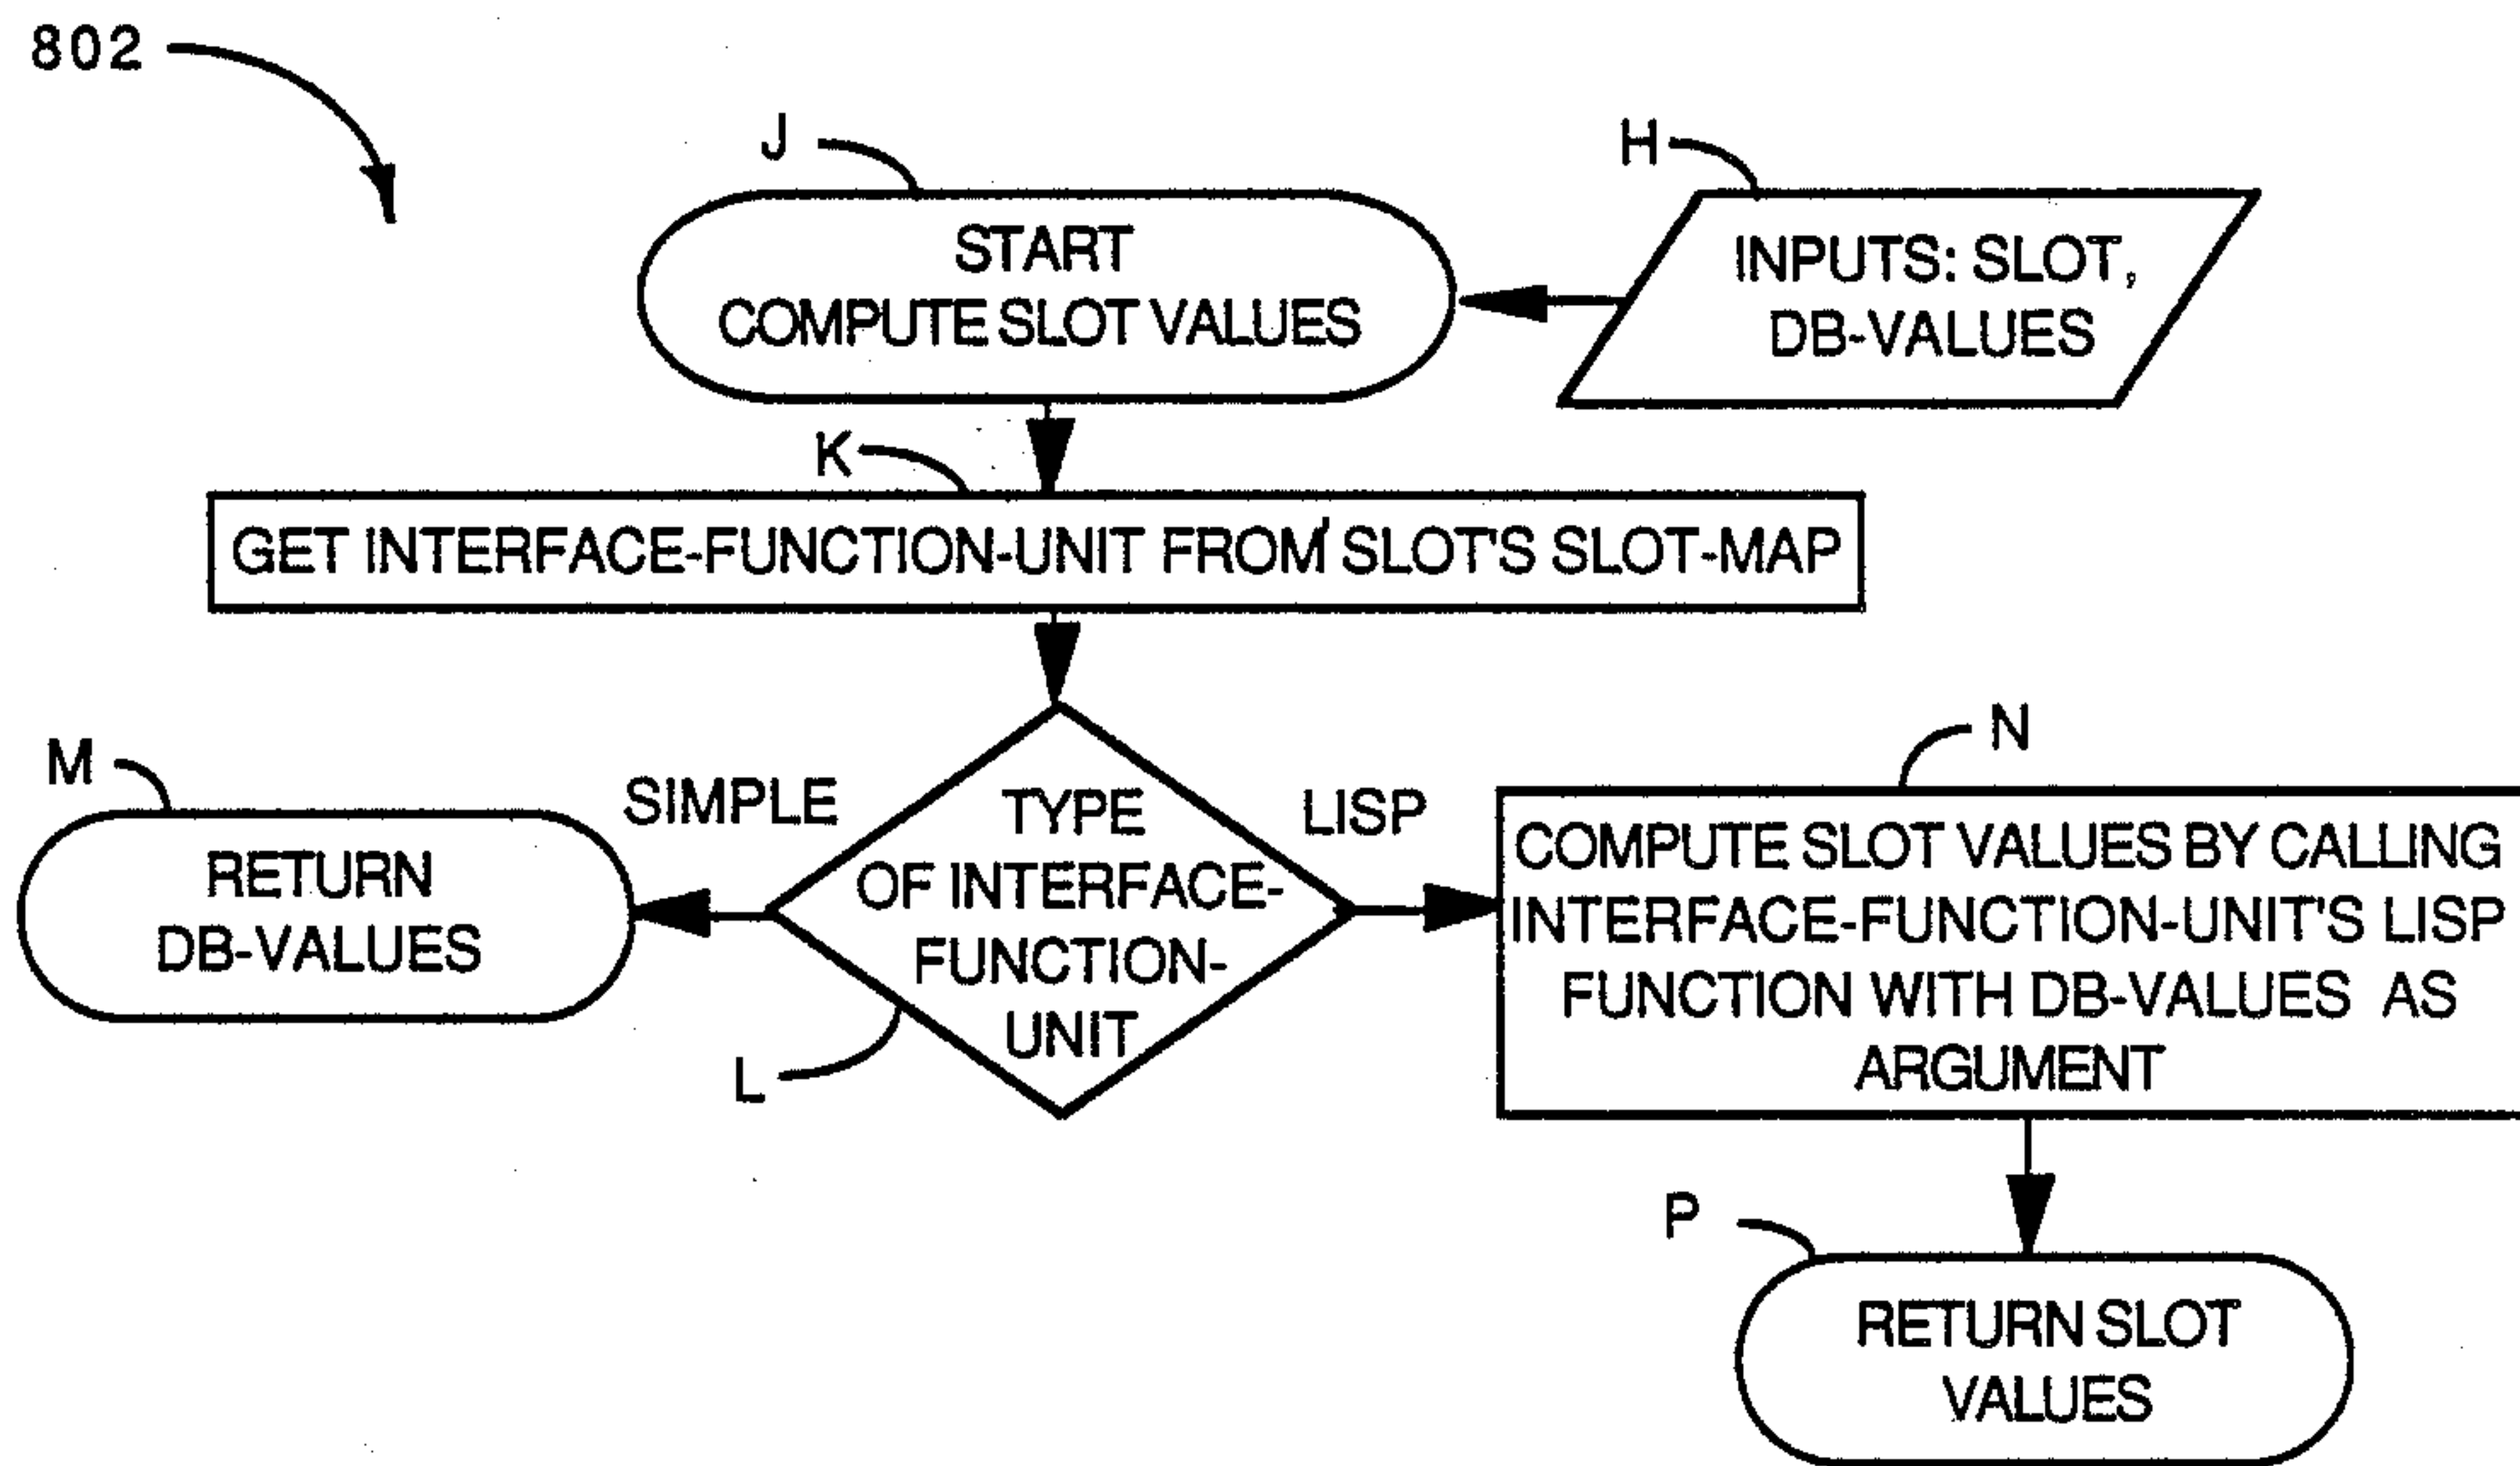 802
J
H
START
COMPUTE SLOT VALUES
INPUTS: SLOT,
DB-VALUES
K
GET INTERFACE-FUNCTION-UNIT FROM SLOT'S SLOT-MAP
M
SIMPLE
LISP
N
RETURN
DB-VALUES
TYPE
OF INTERFACE-
FUNCTION-
UNIT
L
COMPUTE SLOT VALUES BY CALLING
INTERFACE-FUNCTION-UNIT'S LISP
FUNCTION WITH DB-VALUES AS
ARGUMENT
P
RETURN SLOT
VALUES